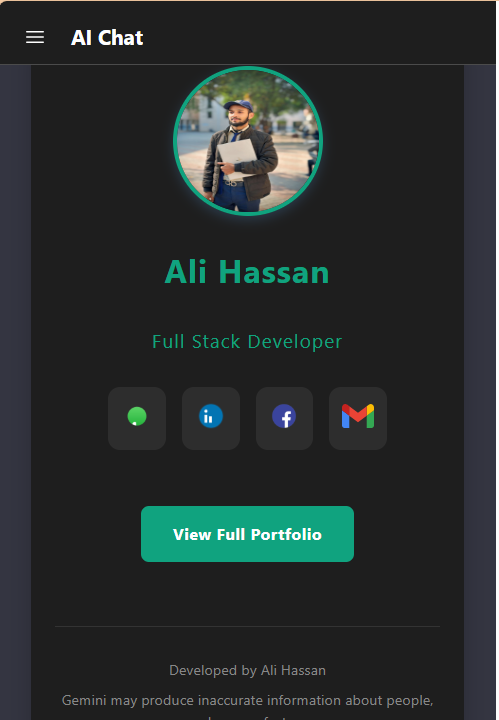 AI Chat
Ali Hassan
Full Stack Developer
in
f
View Full Portfolio
Developed by Ali Hassan
Gemini may produce inaccurate information about people,